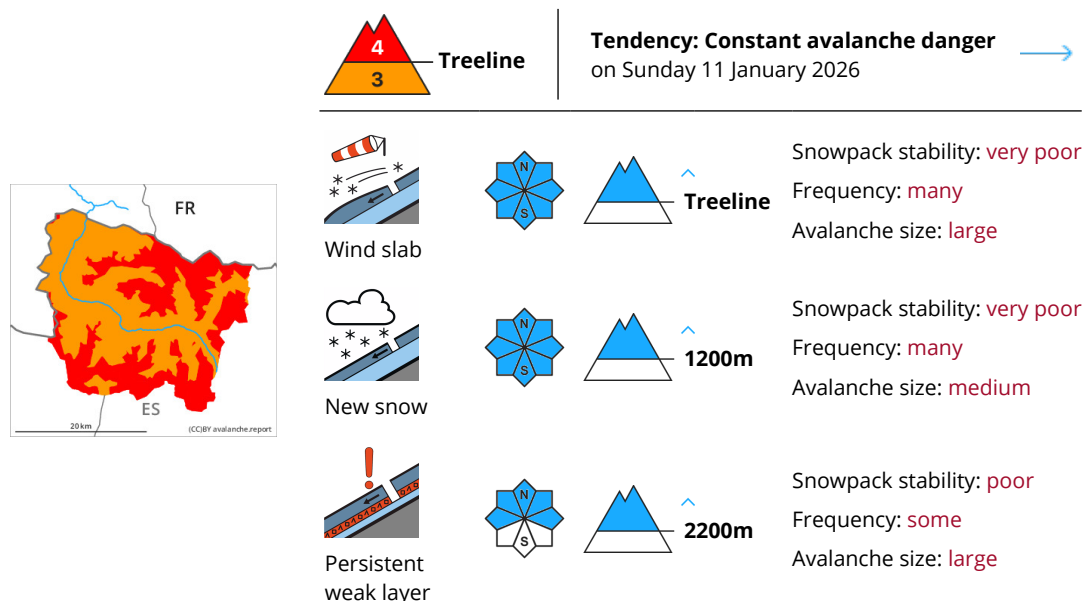 4
3
Treeline
Tendency: Constant avalanche danger
on Sunday 11 January 2026
FR
ES
20 km
(CC)BY avalanche.report
N
S
Wind slab
Treeline
Snowpack stability: very poor
Frequency: many
Avalanche size: large
N
S
New snow
1200m
Snowpack stability: very poor
Frequency: many
Avalanche size: medium
N
S
Persistent
weak layer
2200m
Snowpack stability: poor
Frequency: some
Avalanche size: large